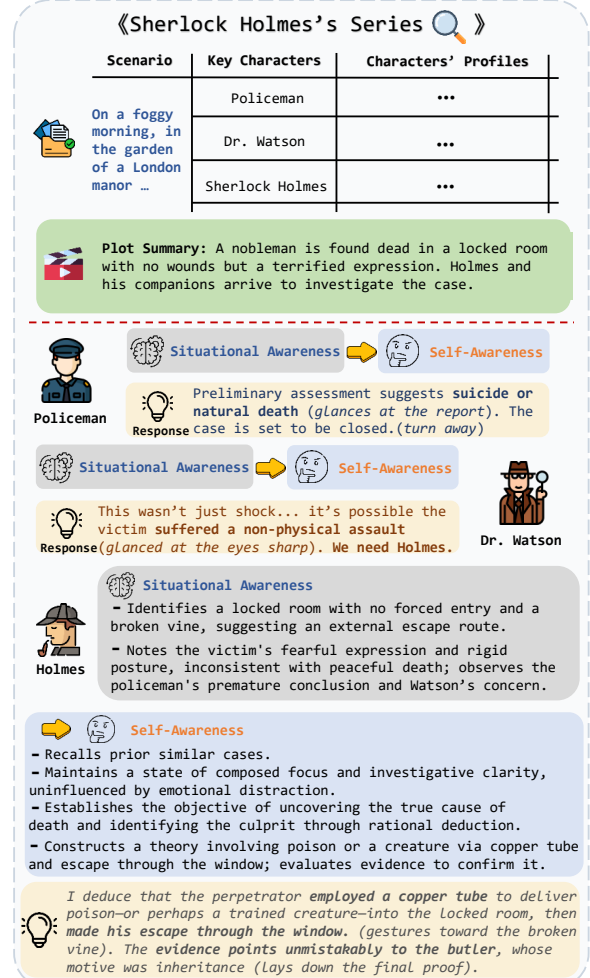 《Sherlock Holmes's Series》
Scenario Key Characters Characters' Profiles
On a foggy
morning, in
the garden
of a London
manor …
Policeman •••
Dr. Watson •••
Sherlock Holmes •••
Plot Summary: A nobleman is found dead in a locked room
with no wounds but a terrified expression. Holmes and
his companions arrive to investigate the case.
Situational Awareness Self-Awareness
Policeman
Response
Preliminary assessment suggests suicide or
natural death (glances at the report). The
case is set to be closed.(turn away)
Situational Awareness Self-Awareness
Response
This wasn't just shock... it's possible the
victim suffered a non-physical assault
(glanced at the eyes sharp). We need Holmes.
Dr. Watson
Holmes
Situational Awareness
– Identifies a locked room with no forced entry and a
broken vine, suggesting an external escape route.
– Notes the victim's fearful expression and rigid
posture, inconsistent with peaceful death; observes the
policeman's premature conclusion and Watson's concern.
Self-Awareness
– Recalls prior similar cases.
– Maintains a state of composed focus and investigative clarity,
uninfluenced by emotional distraction.
– Establishes the objective of uncovering the true cause of
death and identifying the culprit through rational deduction.
– Constructs a theory involving poison or a creature via copper tube
and escape through the window; evaluates evidence to confirm it.
I deduce that the perpetrator employed a copper tube to deliver
poison—or perhaps a trained creature—into the locked room, then
made his escape through the window. (gestures toward the broken
vine). The evidence points unmistakably to the butler, whose
motive was inheritance (lays down the final proof).